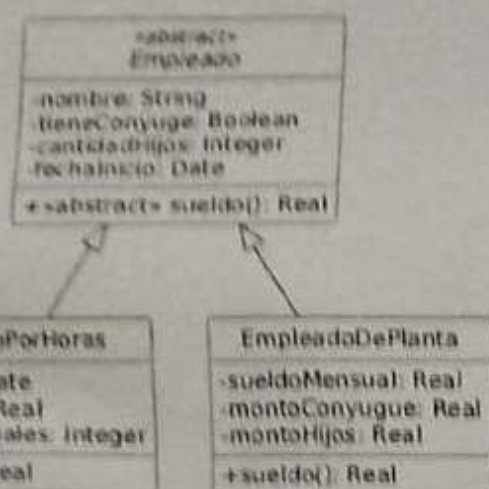 «abstract»
Empleado
-nombre: String
-tieneConyuge: Boolean
-cantidadHijos: Integer
-fechaInicio: Date
+«abstract» sueldo(): Real
PorHoras
ate
Real
ales: Integer
eal
EmpleadoDePlanta
-sueldoMensual: Real
-montoConyugue: Real
-montoHijos: Real
+sueldo(): Real